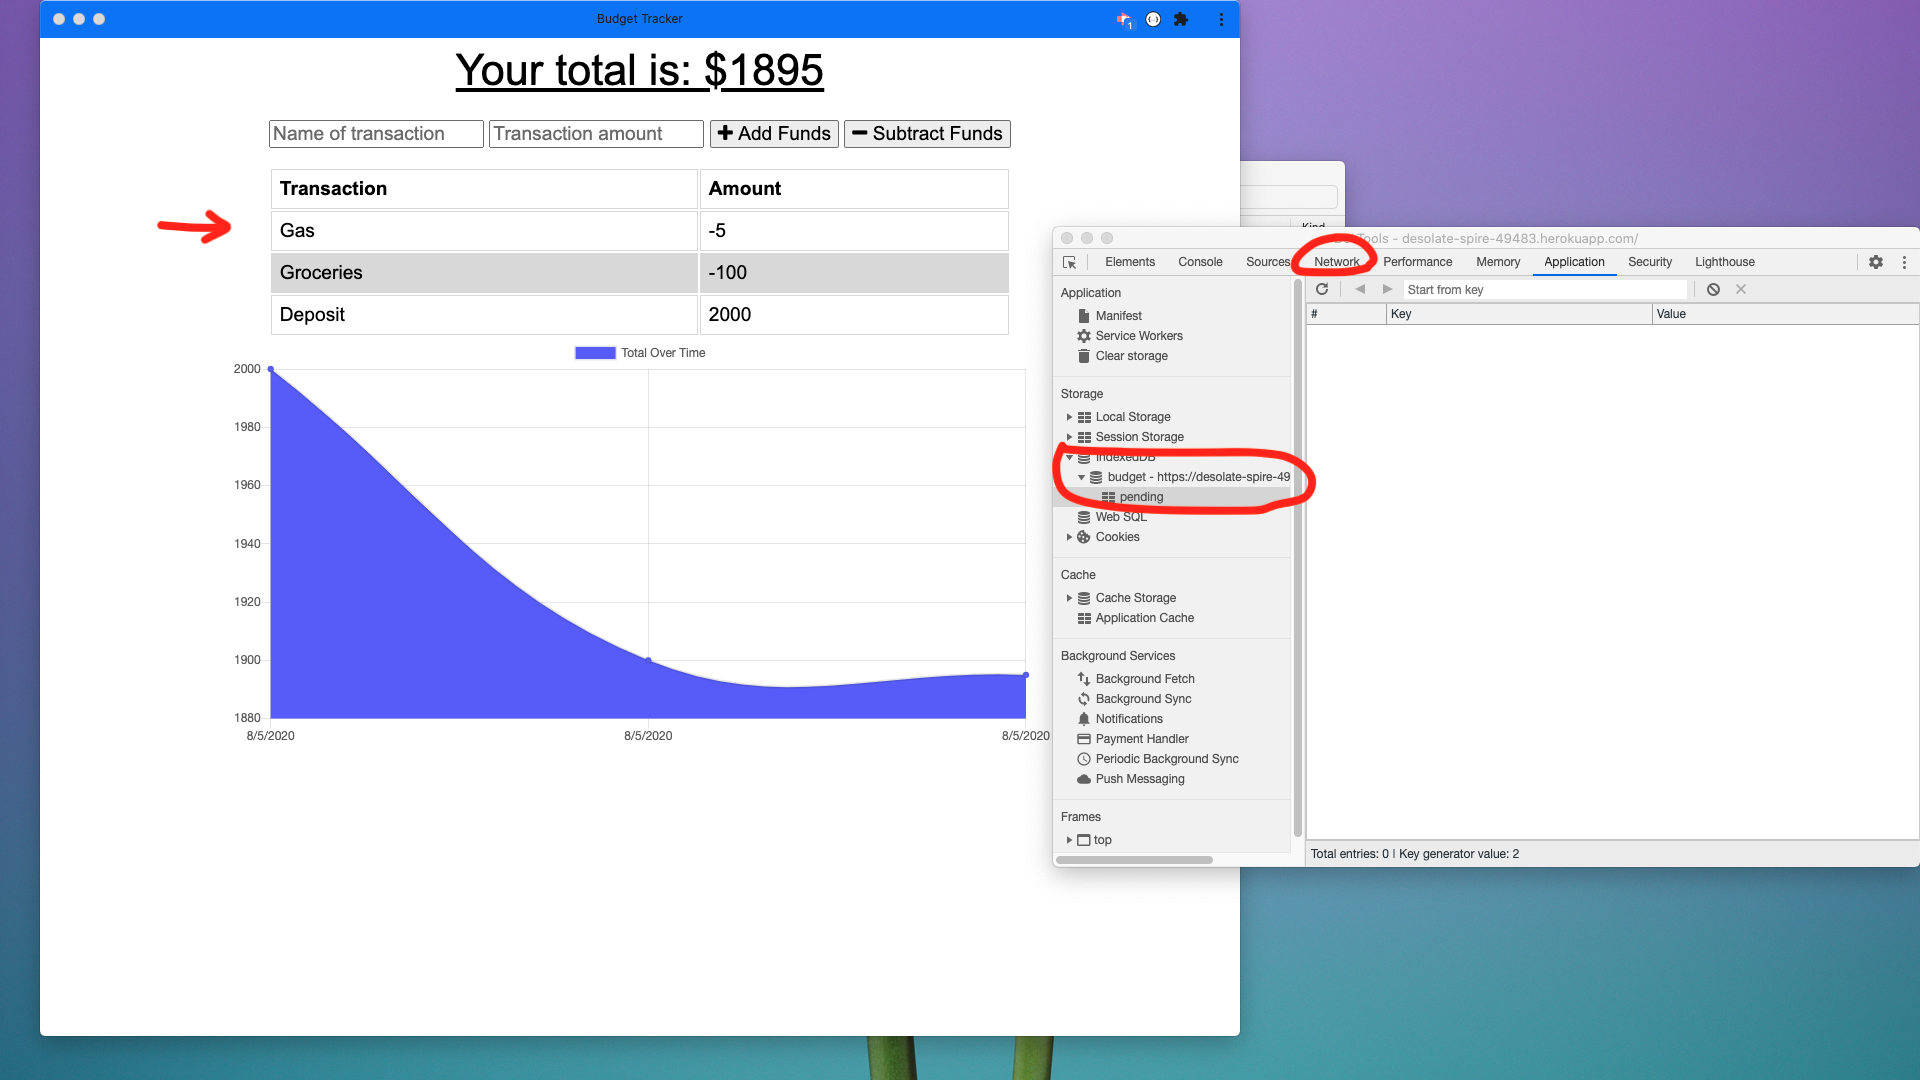 Budget Tracker
1
Your total is: $1895
Name of transaction Transaction amount Add Funds Subtract Funds
Transaction Amount
Gas -5
Groceries -100
Deposit 2000
Total Over Time
2000
1980
1960
1940
1920
1900
1880
8/5/2020 8/5/2020 8/5/2020
Kind
Tools - desolate-spire-49483.herokuapp.com/
Elements Console Sources Network Performance Memory Application Security Lighthouse
Start from key
# Key Value
Application
Manifest
Service Workers
Clear storage
Storage
Local Storage
Session Storage
IndexedDB
budget - https://desolate-spire-49
pending
Web SQL
Cookies
Cache
Cache Storage
Application Cache
Background Services
Background Fetch
Background Sync
Notifications
Payment Handler
Periodic Background Sync
Push Messaging
Frames
top
Total entries: 0 | Key generator value: 2